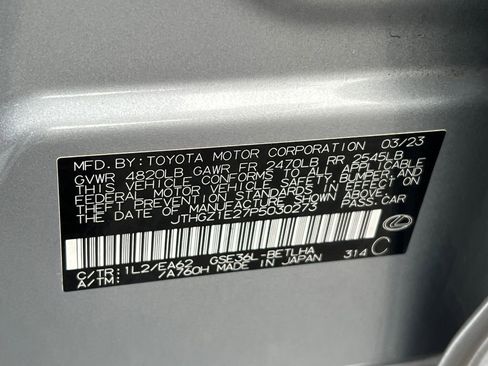 MFD.BY:TOYOTA MOTOR CORPORATION 03/23
GVWR 4820LB GAWR FR 2470LB RR 2545LB
THIS VEHICLE CONFORMS TO ALL APPLICABLE
FEDERAL MOTOR VEHICLE SAFETY,BUMPER,AND
THEFT PREVENTION STANDARDS IN EFFECT ON
THE DATE OF MANUFACTURE SHOWN ABOVE.
JTHGZ1E27P5030273 PASS-CAR
C/TR: 1L2/EA62 GSE36L-BETLHA 314 C
A/TM: /A760H MADE IN JAPAN